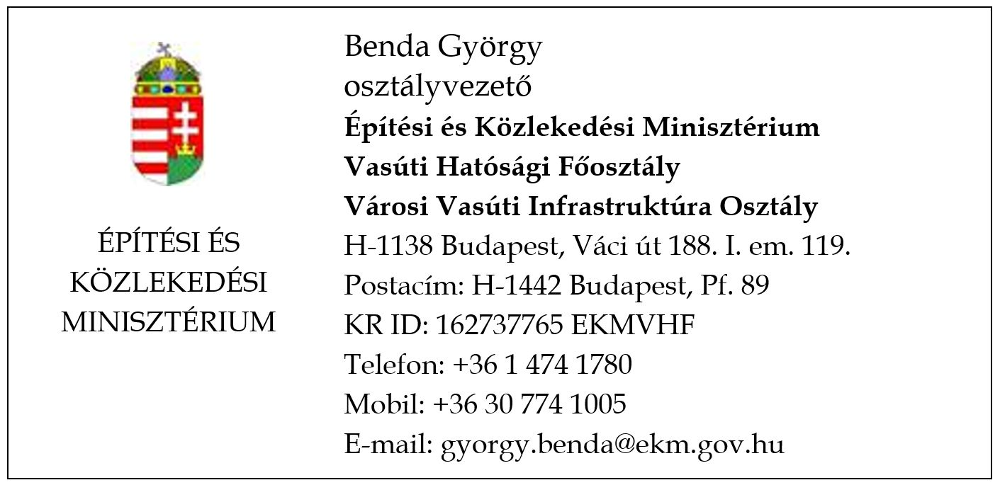 ÉPÍTÉSI ÉS
KÖZLEKEDÉSI
MINISZTÉRIUM
Benda György
osztályvezető
Építési és Közlekedési Minisztérium
Vasúti Hatósági Főosztály
Városi Vasúti Infrastruktúra Osztály
H-1138 Budapest, Váci út 188. I. em. 119.
Postacím: H-1442 Budapest, Pf. 89
KR ID: 162737765 EKMVHF
Telefon: +36 1 474 1780
Mobil: +36 30 774 1005
E-mail: gyorgy.benda@ekm.gov.hu